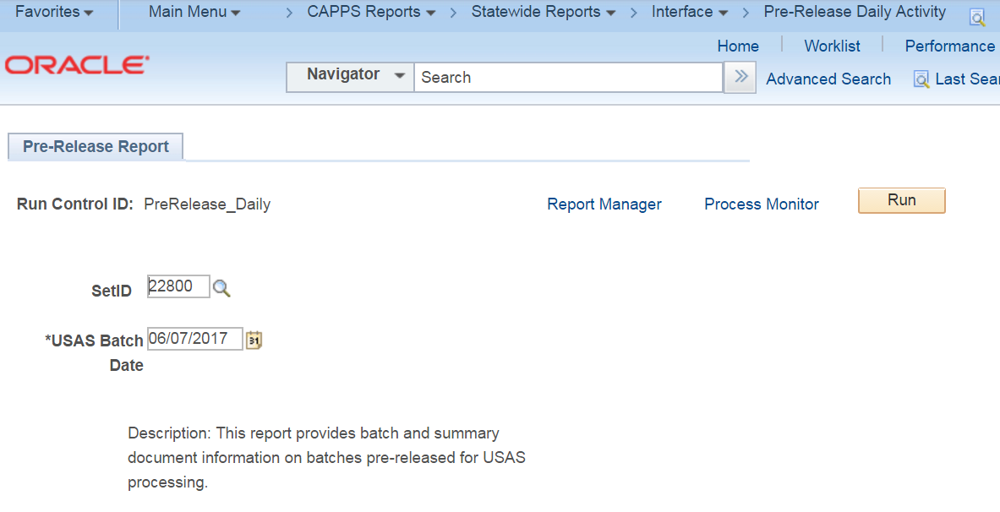 Favorites Main Menu > CAPPS Reports > Statewide Reports > Interface > Pre-Release Daily Activity
Home Worklist Performance
ORACLE
Navigator Search Advanced Search Last Sear
Pre-Release Report
Run Control ID: PreRelease_Daily Report Manager Process Monitor Run
SetID 22800
*USAS Batch 06/07/2017 31
Date
Description: This report provides batch and summary
document information on batches pre-released for USAS
processing.